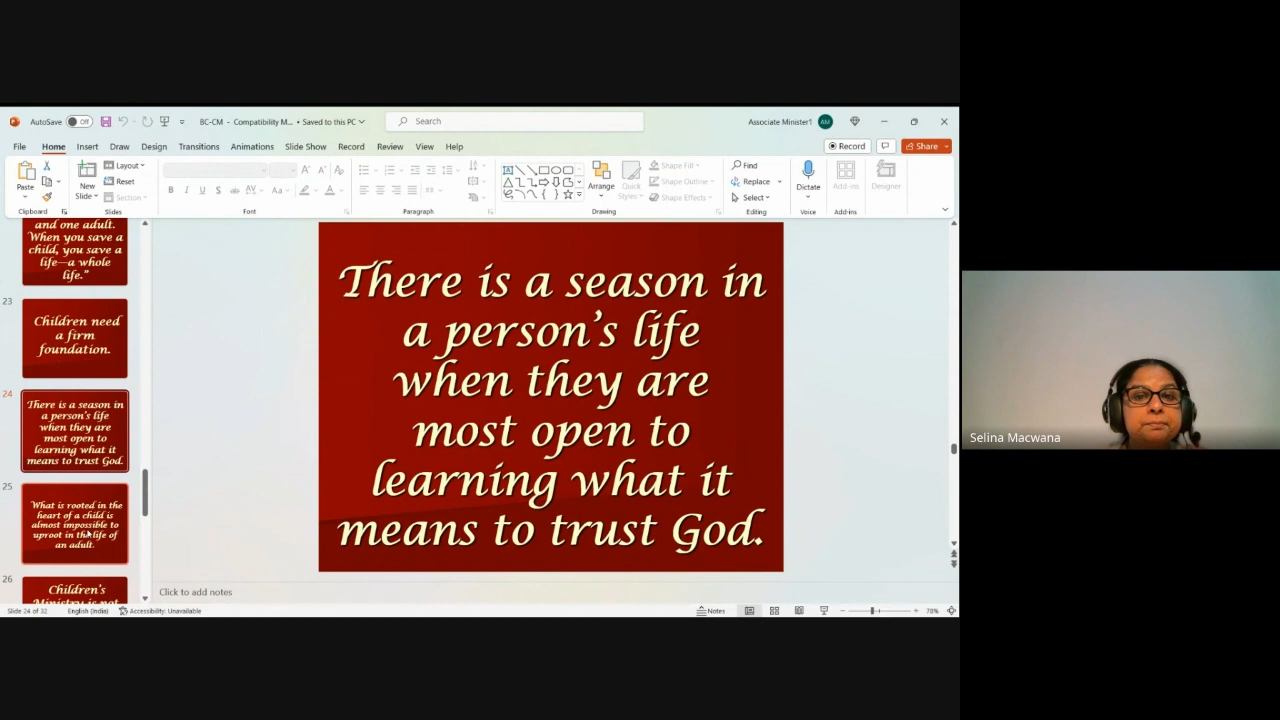 AutoSave Off BC-CM - Compatibility M... • Saved to this PC Search Associate Minister1 AM
File Home Insert Draw Design Transitions Animations Slide Show Record Review View Help Record Share
Paste New Slide Layout Reset Section B I U S ab AV Aa A Arrange Quick Styles Shape Fill Shape Outline Shape Effects Find Replace Select Dictate Add-ins Designer
Clipboard Slides Font Paragraph Drawing Editing Voice Add-ins
and one adult.
When you save a
child, you save a
life—a whole
life.”
23
Children need
a firm
foundation.
24
There is a season in
a person’s life
when they are
most open to
learning what it
means to trust God.
25
What is rooted in the
heart of a child is
almost impossible to
uproot in the life of
an adult.
26
Children’s
Ministry is not
There is a season in
a person’s life
when they are
most open to
learning what it
means to trust God.
Click to add notes
Slide 24 of 32 English (India) Accessibility: Unavailable Notes 78%
Selina Macwana